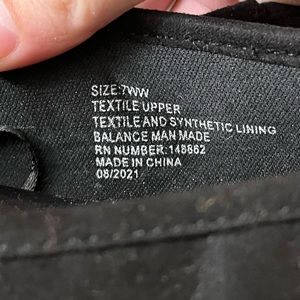 SIZE:7WW
TEXTILE UPPER
TEXTILE AND SYNTHETIC LINING
BALANCE MAN MADE
RN NUMBER:148862
MADE IN CHINA
08/2021